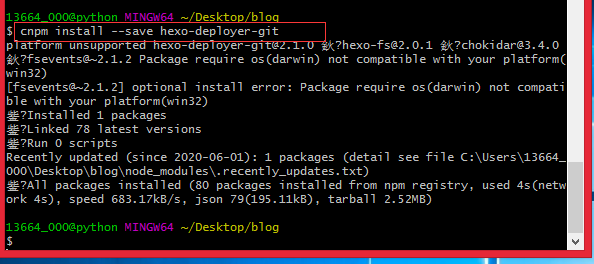 13664_000@python MINGW64 ~/Desktop/blog
$ cnpm install --save hexo-deployer-git
platform unsupported hexo-deployer-git@2.1.0 鈥?hexo-fs@2.0.1 鈥?chokidar@3.4.0
鈥?fsevents@~2.1.2 Package require os(darwin) not compatible with your platform(
win32)
[fsevents@~2.1.2] optional install error: Package require os(darwin) not compati
ble with your platform(win32)
鉁?Installed 1 packages
鉁?Linked 78 latest versions
鉁?Run 0 scripts
Recently updated (since 2020-06-01): 1 packages (detail see file C:\Users\13664_
000\Desktop\blog\node_modules\.recently_updates.txt)
鉁?All packages installed (80 packages installed from npm registry, used 4s(netw
ork 4s), speed 683.17kB/s, json 79(195.11kB), tarball 2.52MB)
13664_000@python MINGW64 ~/Desktop/blog
$